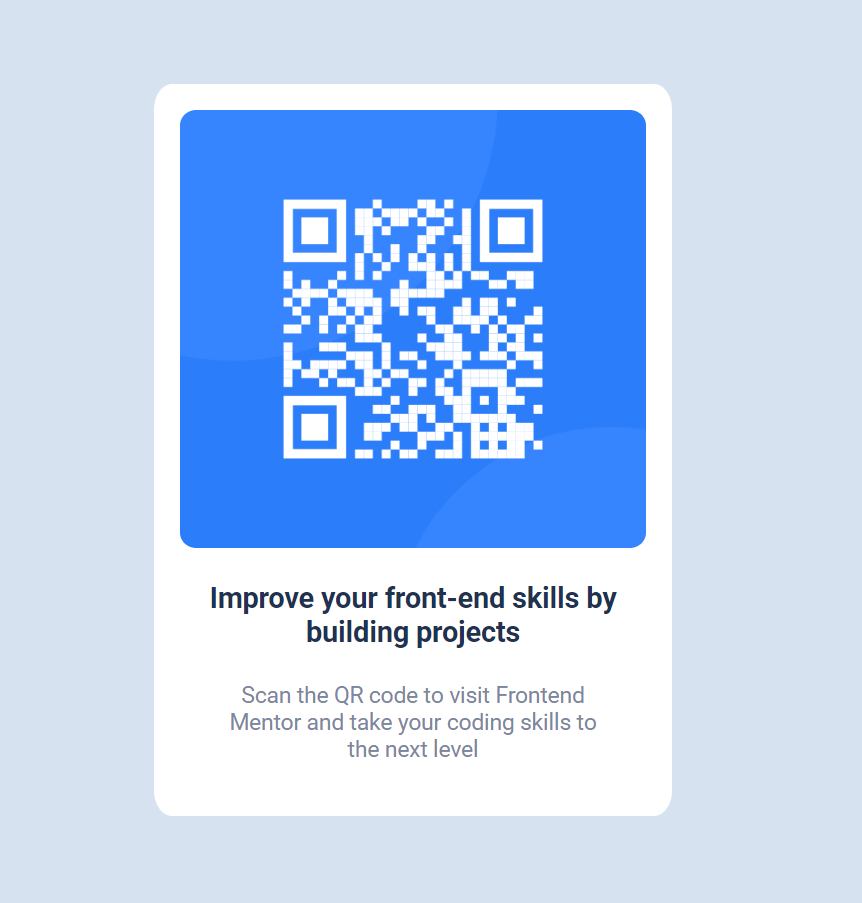 Improve your front-end skills by
building projects
Scan the QR code to visit Frontend
Mentor and take your coding skills to
the next level